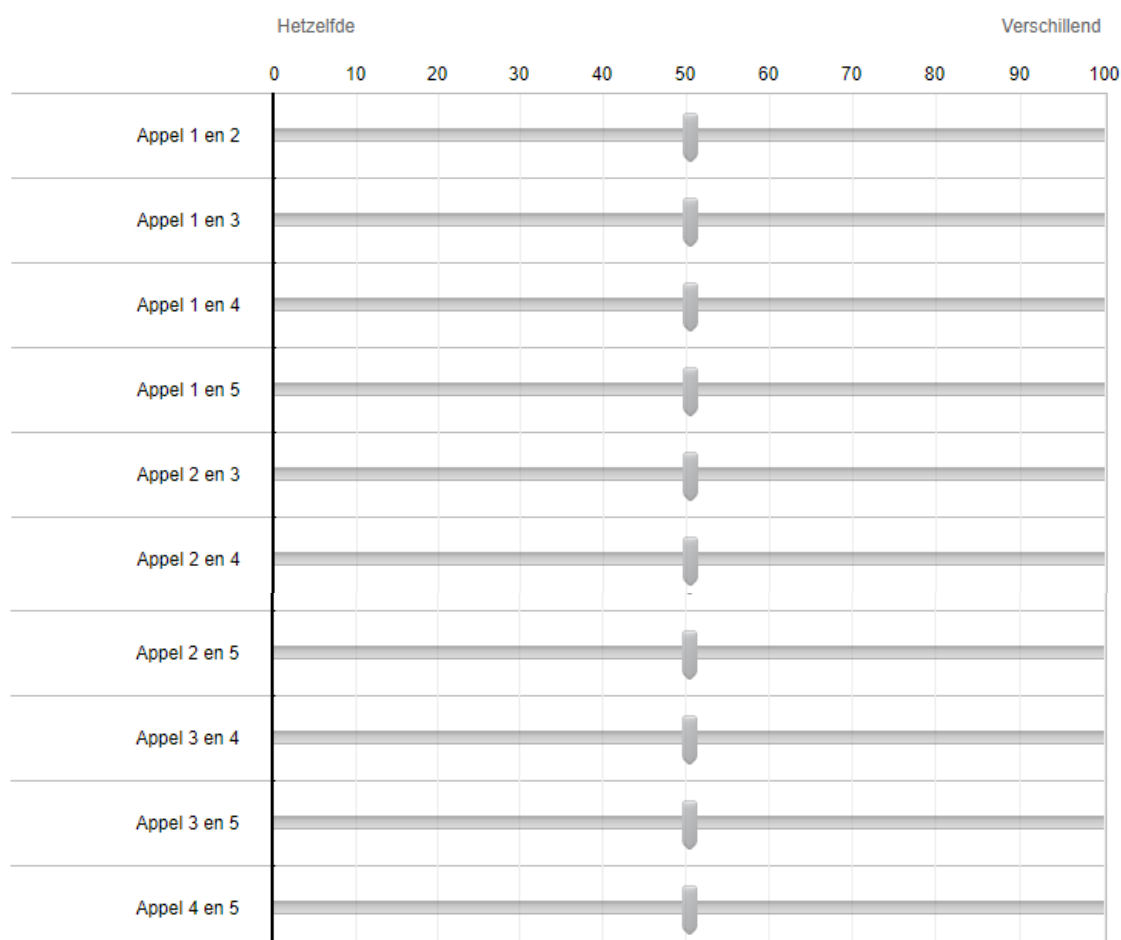 Hetzelfde Verschillend
0 10 20 30 40 50 60 70 80 90 100
Appel 1 en 2
Appel 1 en 3
Appel 1 en 4
Appel 1 en 5
Appel 2 en 3
Appel 2 en 4
Appel 2 en 5
Appel 3 en 4
Appel 3 en 5
Appel 4 en 5